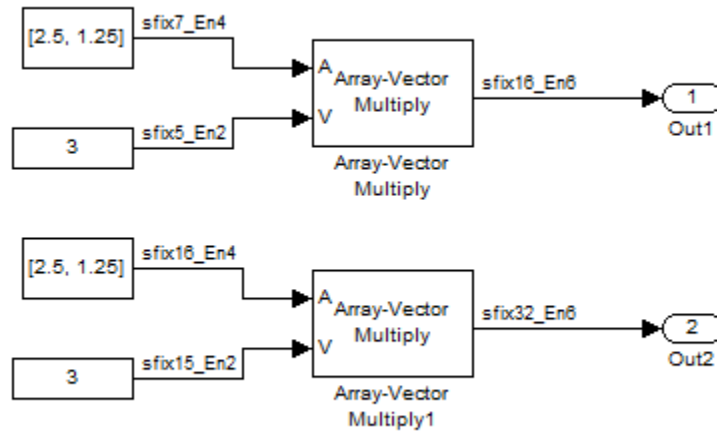 [2.5, 1.25]
sfix7_En4
3
sfix5_En2
A
V
Array-Vector
Multiply
Array-Vector
Multiply
sfix16_En6
1
Out1
[2.5, 1.25]
sfix16_En4
3
sfix15_En2
A
V
Array-Vector
Multiply
Array-Vector
Multiply1
sfix32_En6
2
Out2